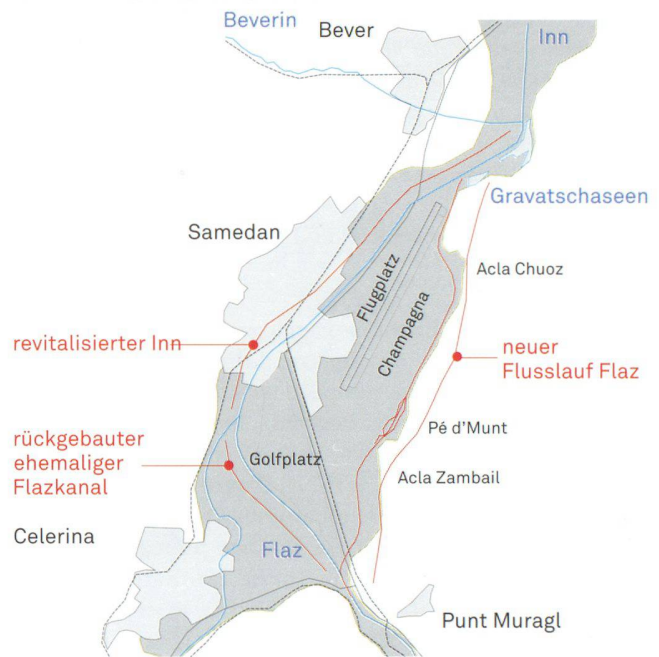 Beverin
Bever
Inn
Gravatschaseen
Samedan
Acla Chuoz
Flugplatz
Champagna
revitalisierter Inn
neuer
Flusslauf Flaz
rückgebauter
ehemaliger
Flazkanal
Golfplatz
Pé d’Munt
Acla Zambail
Celerina
Flaz
Punt Muragl